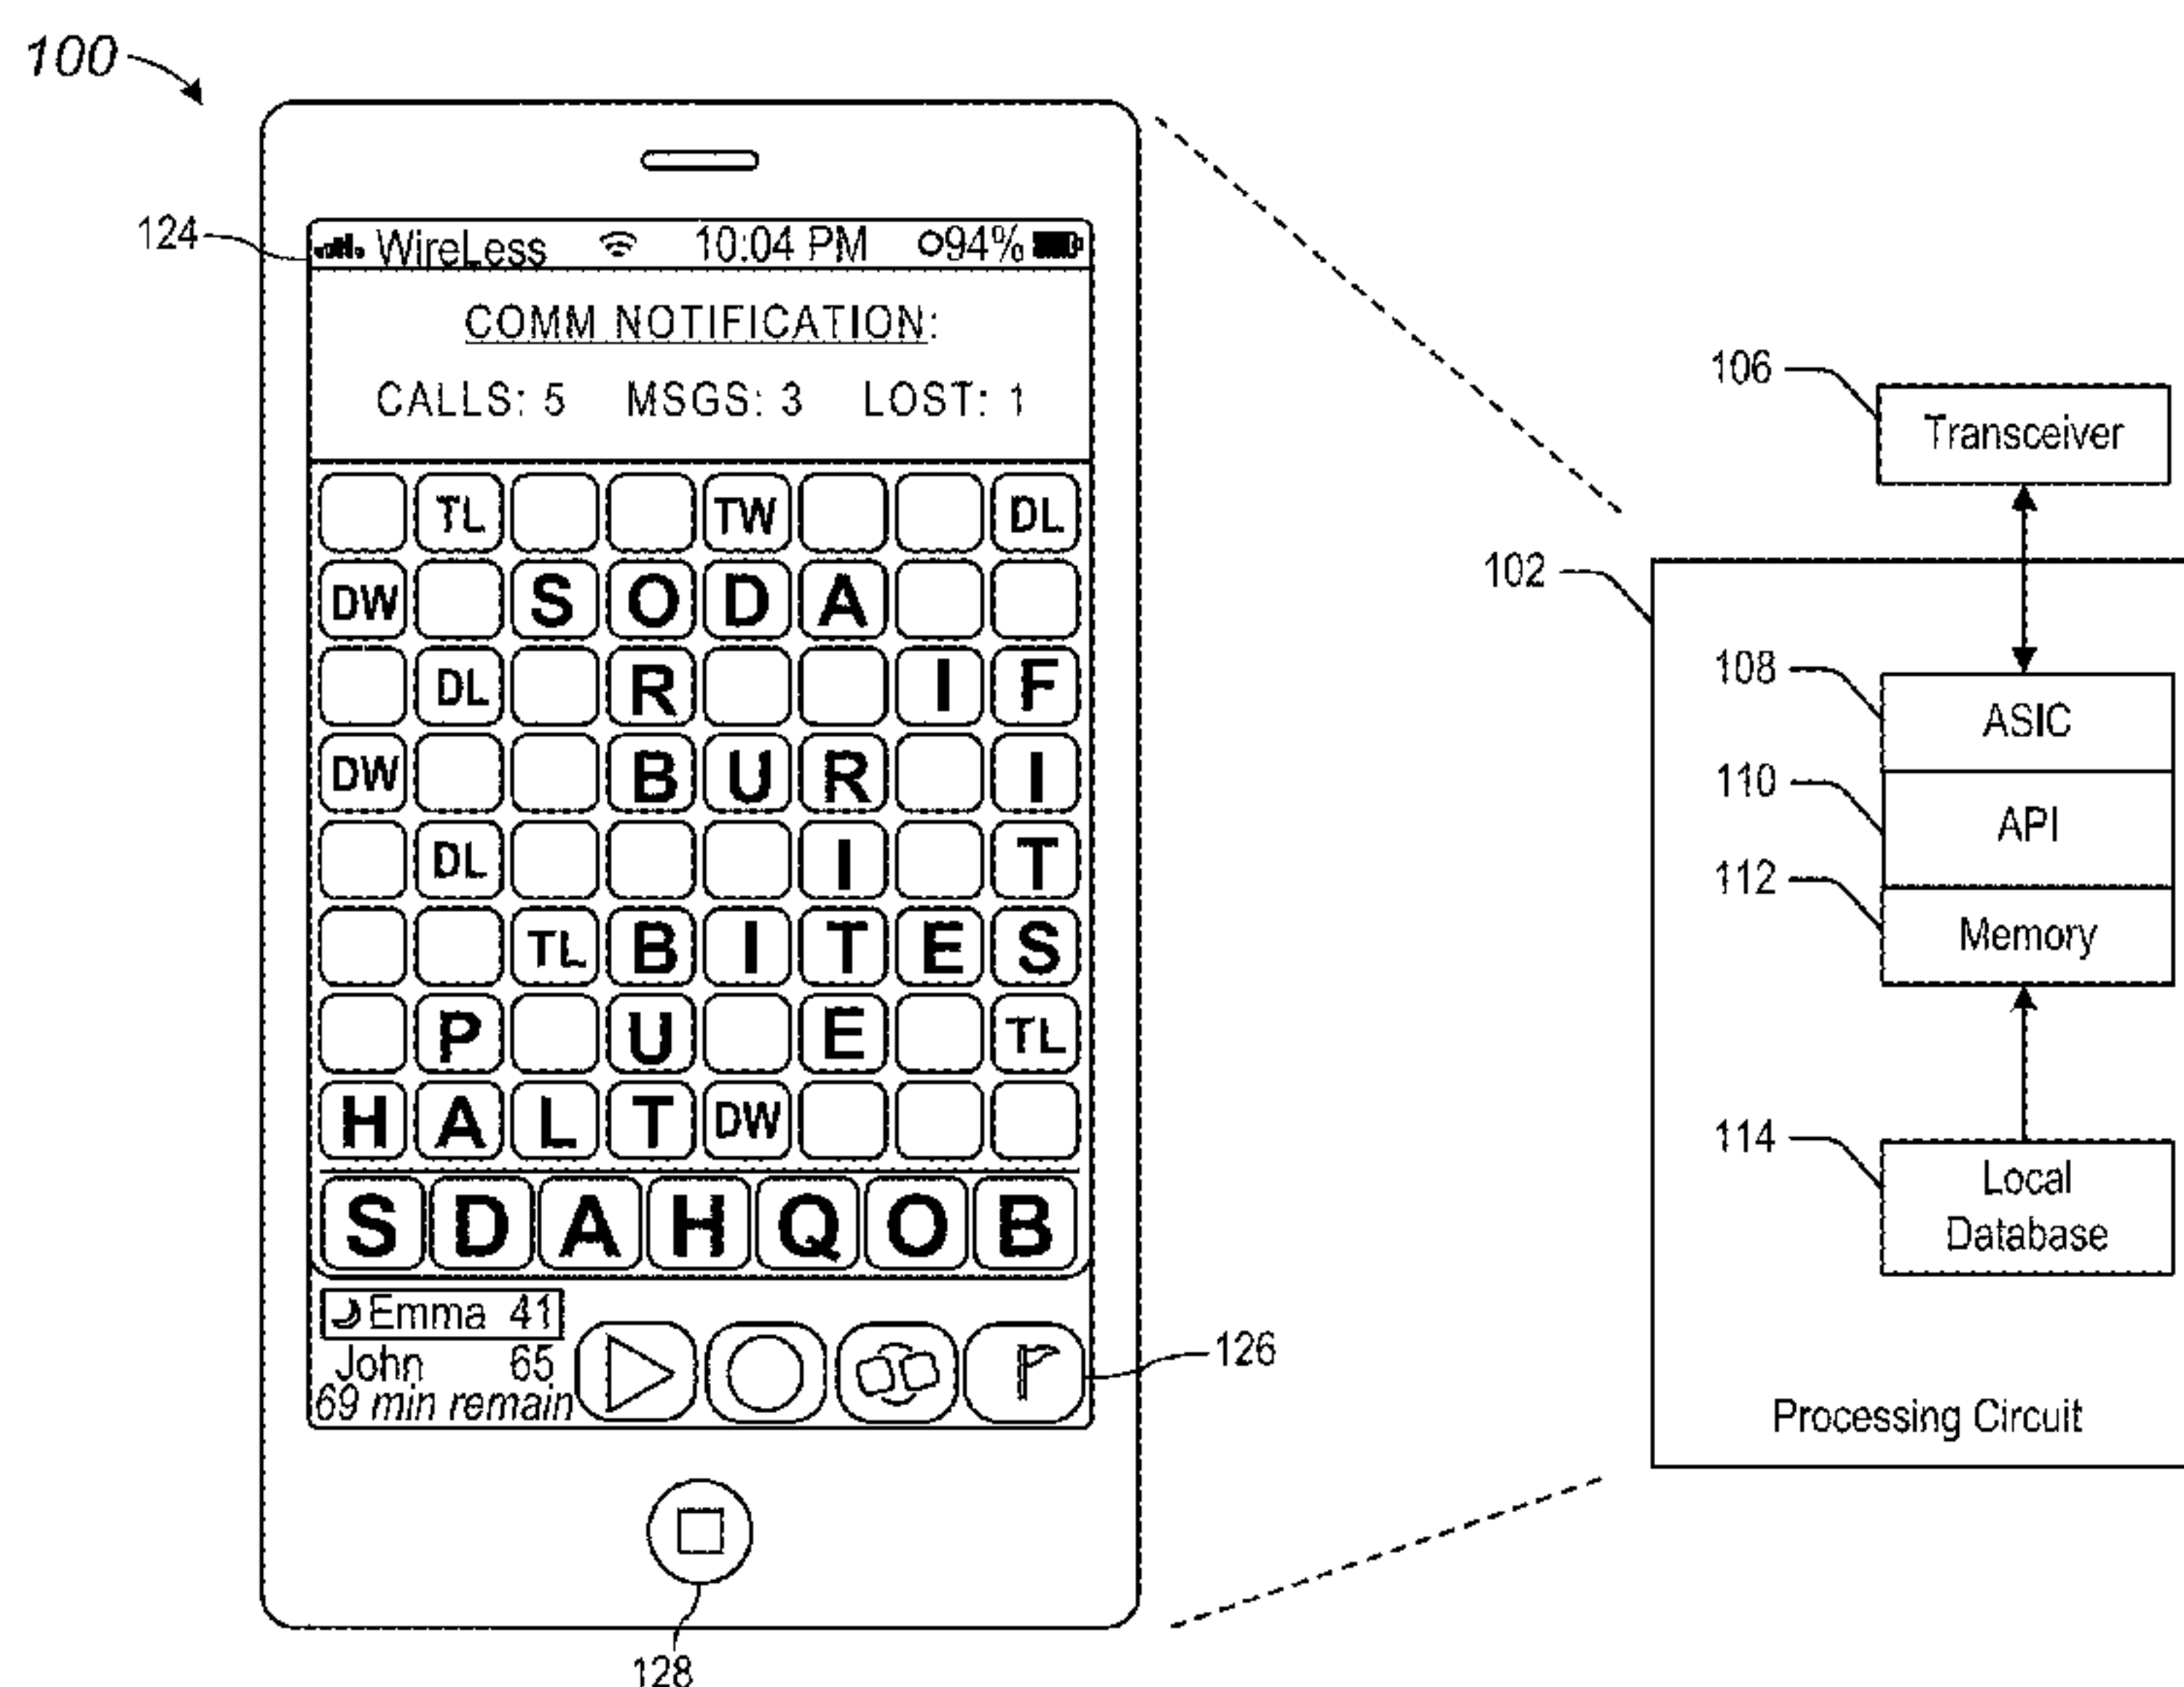 100
124
WireLess 10:04 PM 94%
COMM NOTIFICATION:
CALLS: 5 MSGS: 3 LOST: 1
TL TW DL
DW S O D A
DL R I F
DW B U R I
DL I T
TL B I T E S
P U E TL
H A L T DW
S D A H Q O B
Emma 41
John 65
69 min remain
126
128
106
Transceiver
102
108
ASIC
110
API
112
Memory
114
Local
Database
Processing Circuit